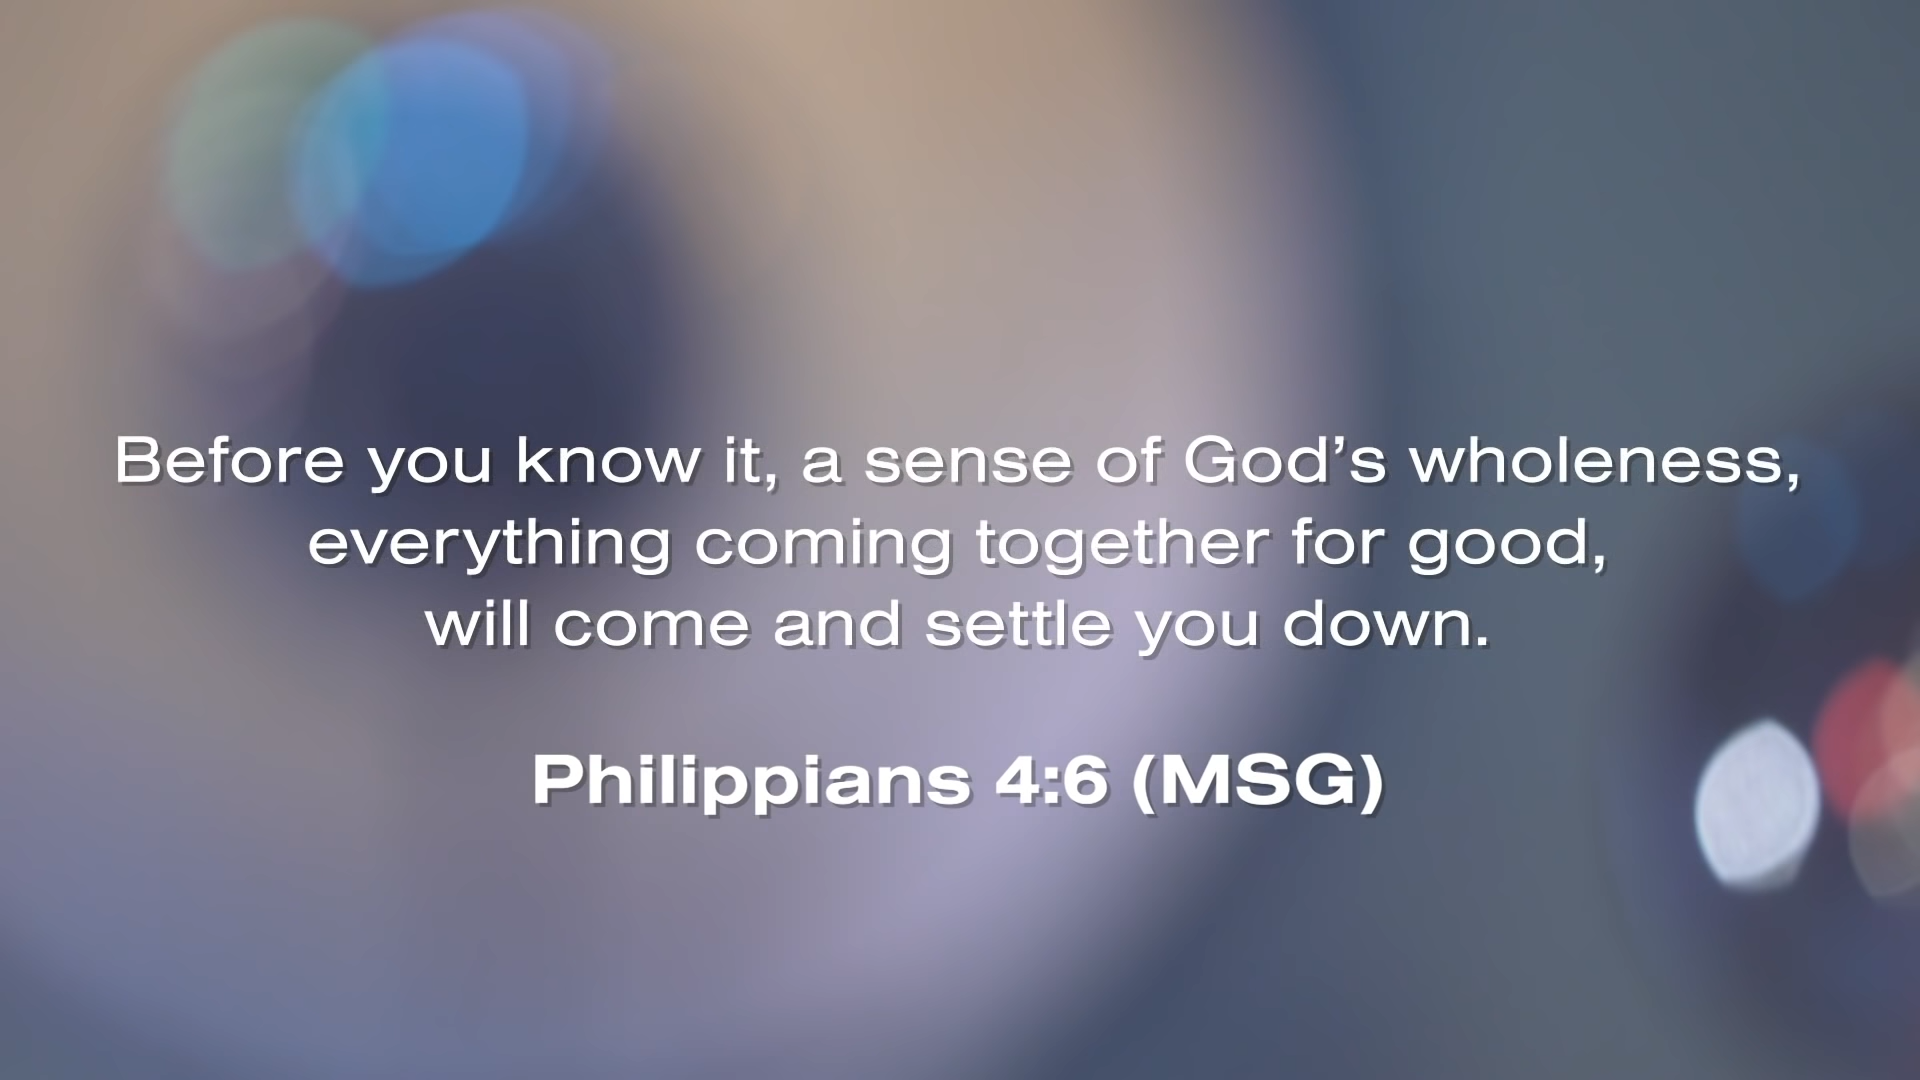 Before you know it, a sense of God’s wholeness,
everything coming together for good,
will come and settle you down.
Philippians 4:6 (MSG)